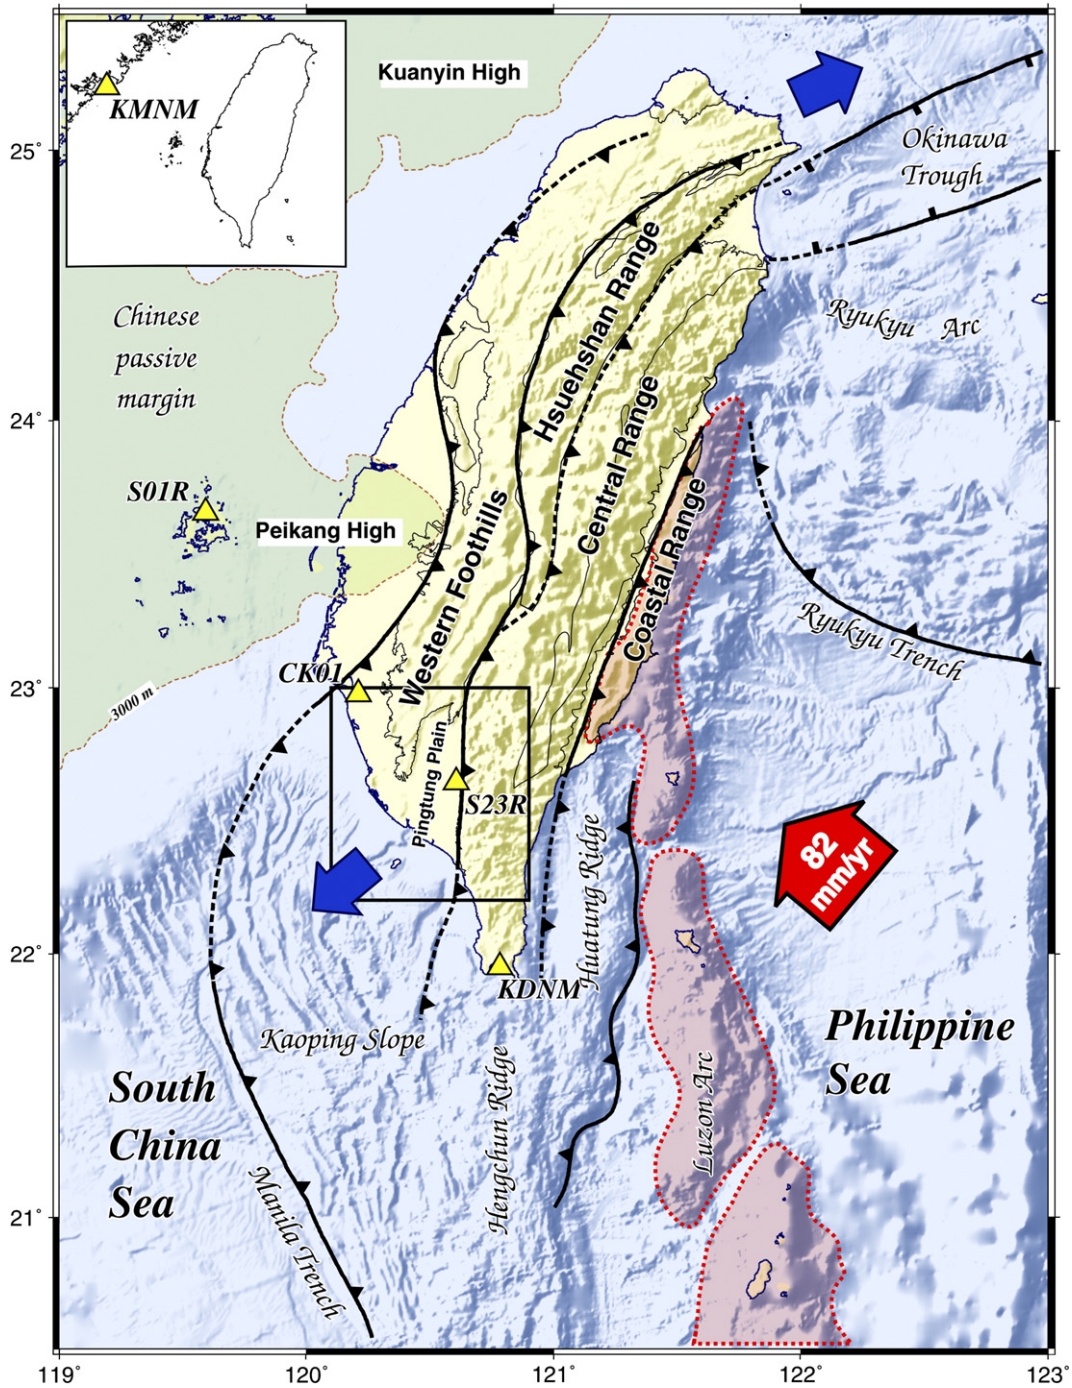 KMNM
Kuanyin High
Okinawa
Trough
25°
Chinese
passive
margin
Hsuehshan Range
Ryukyu Arc
24°
Central Range
S01R
Peikang High
Western Foothills
Coastal Range
Ryukyu Trench
CK01
23°
3000 m
Pingtung Plain
S23R
Huatung Ridge
82
mm/yr
22°
KDNM
Kaoping Slope
Philippine
Sea
South
China
Sea
Hengchun Ridge
Luzon Arc
Manila Trench
21°
119°
120°
121°
122°
123°